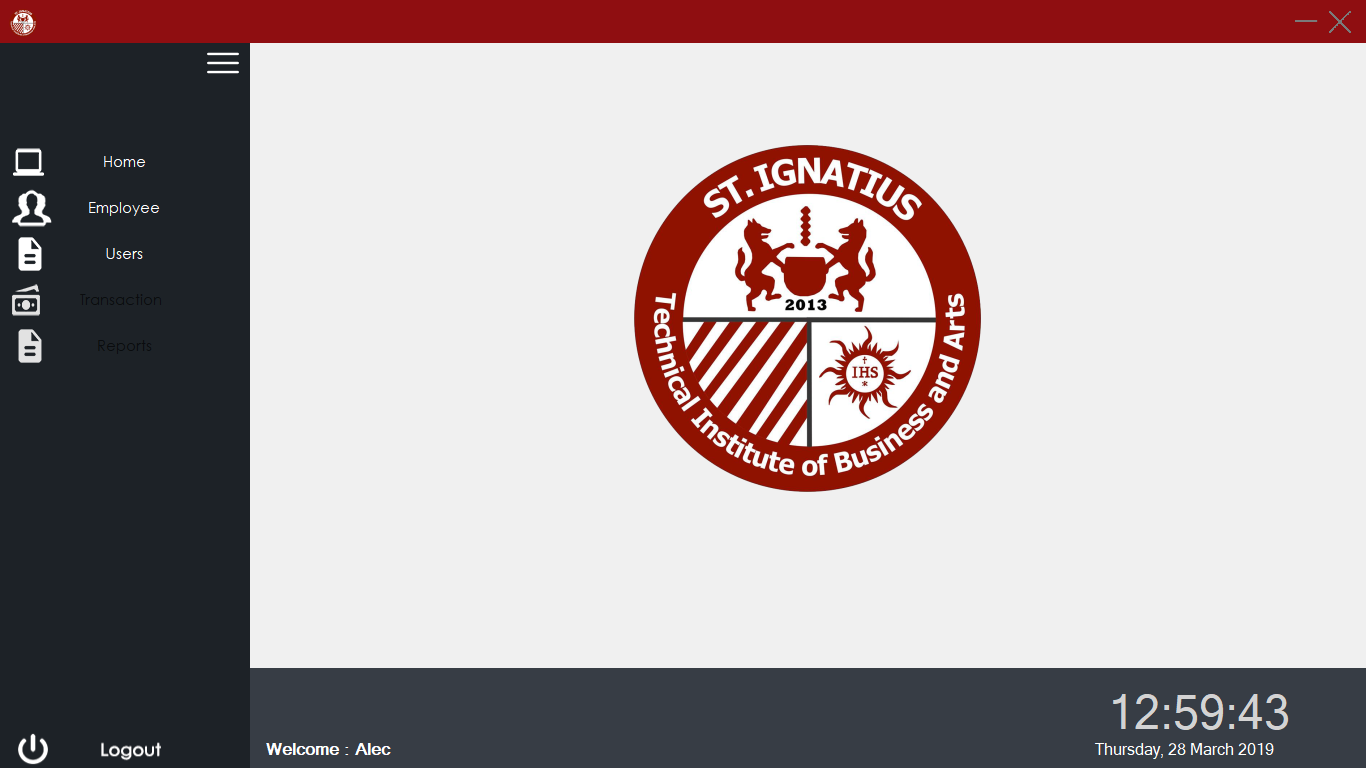 Home
Employee
Users
Transaction
Reports
Logout
ST. IGNATIUS
2013
IHS
Technical Institute of Business and Arts
Welcome : Alec
12:59:43
Thursday, 28 March 2019